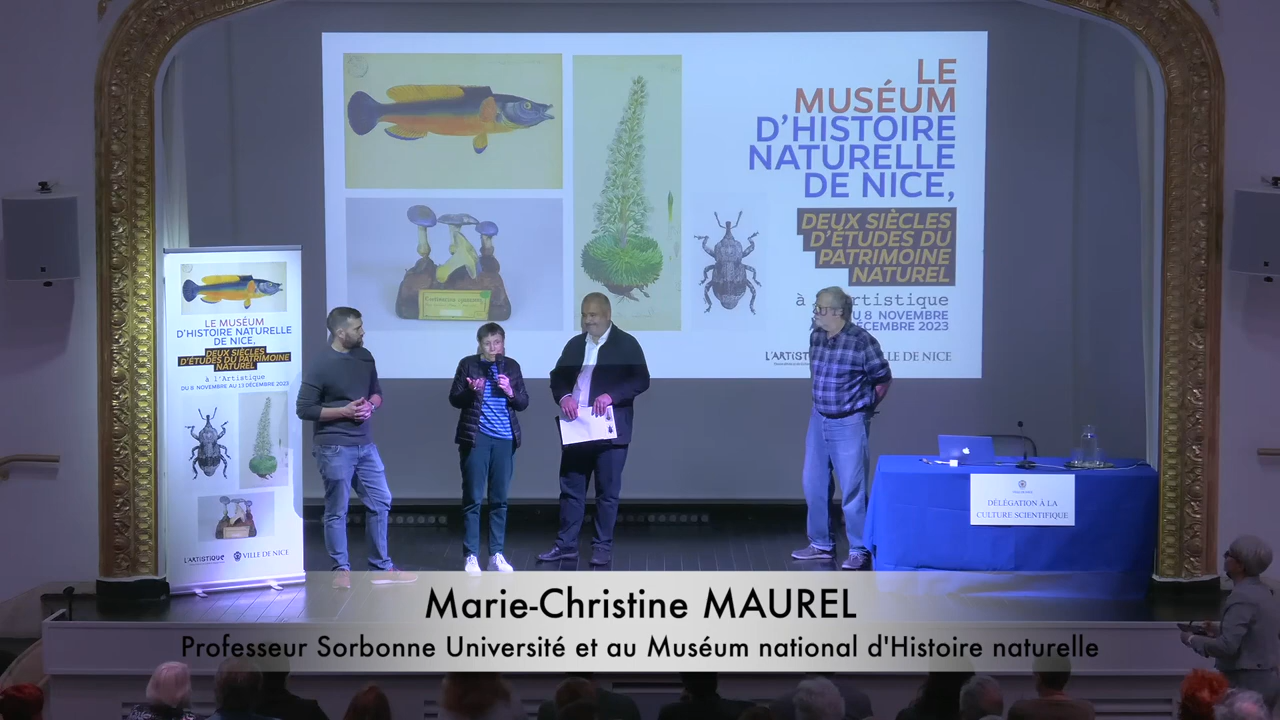 LE
MUSÉUM
D'HISTOIRE
NATURELLE
DE NICE,
DEUX SIÈCLES
D'ÉTUDES DU
PATRIMOINE
NATUREL
à
artistique
DU 8 NOVEMBRE
DÉCEMBRE 2023
VILLE DE NICE
LE MUSÉUM
D'HISTOIRE NATURELLE
DE NICE,
DEUX SIÈCLES
D'ÉTUDES DU PATRIMOINE
NATUREL
à l'Artistique
DU 8 NOVEMBRE AU 13 DÉCEMBRE 2023
L'ARTISTIQUE
VILLE DE NICE
DÉLÉGATION À LA
CULTURE SCIENTIFIQUE
Marie-Christine MAUREL
Professeur Sorbonne Université et au Muséum national d'Histoire naturelle